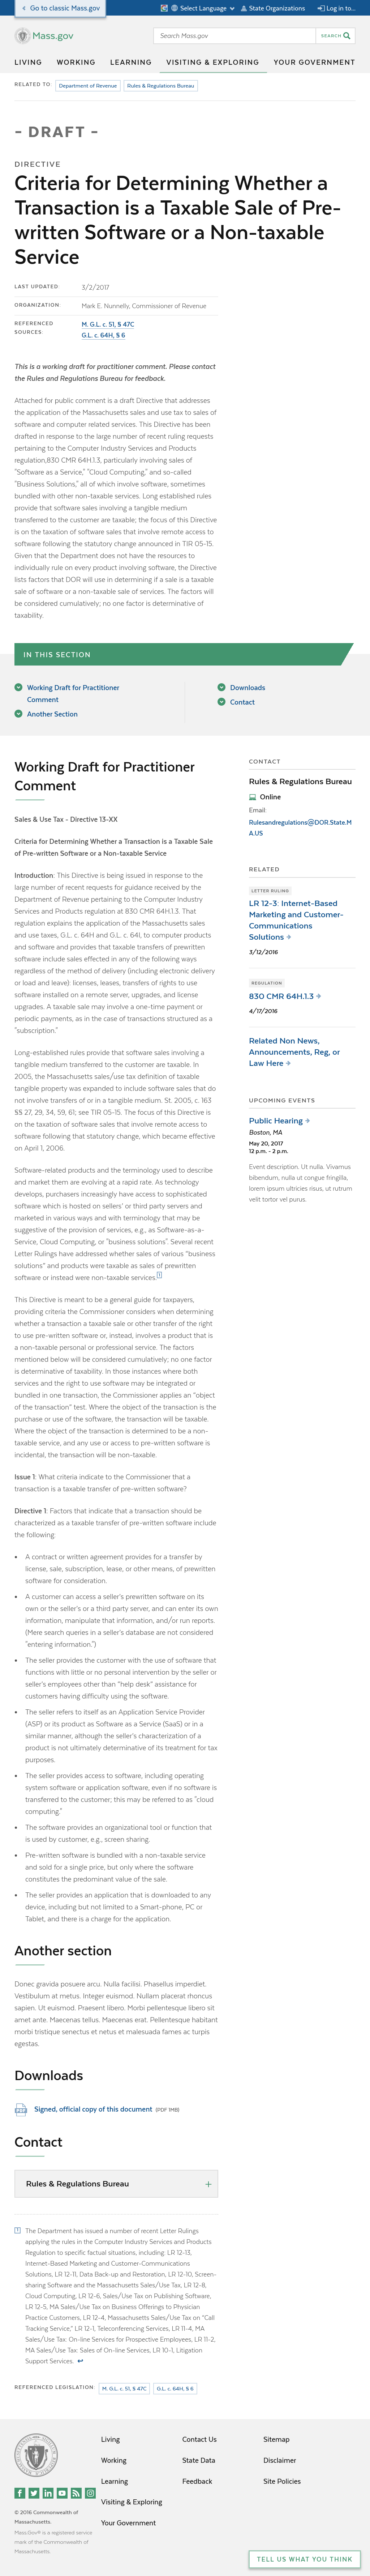 Go to classic Mass.gov
Select Language
State Organizations
Log in to...
Mass.gov
Search Mass.gov
SEARCH
LIVING
WORKING
LEARNING
VISITING & EXPLORING
YOUR GOVERNMENT
RELATED TO
Department of Revenue
Rules & Regulations Bureau
- DRAFT -
DIRECTIVE
Criteria for Determining Whether a
Transaction is a Taxable Sale of Pre-
written Software or a Non-taxable
Service
LAST UPDATED:
3/2/2017
ORGANIZATION:
Mark E. Nunnelly, Commissioner of Revenue
REFERENCED
SOURCES:
M. G.L. c. 51, § 47C
G.L. c. 64H, § 6
This is a working draft for practitioner comment. Please contact
the Rules and Regulations Bureau for feedback.
Attached for public comment is a draft Directive that addresses
the application of the Massachusetts sales and use tax to sales of
software and computer related services. This Directive has been
drafted in response to the large number of recent ruling requests
pertaining to the Computer Industry Services and Products
regulation,830 CMR 64H.1.3, particularly involving sales of
"Software as a Service," "Cloud Computing," and so-called
"Business Solutions," all of which involve software, sometimes
bundled with other non-taxable services. Long established rules
provide that software sales involving a tangible medium
transferred to the customer are taxable; the focus of this Directive
is on the taxation of software sales that involve remote access to
software following the statutory change announced in TIR 05-15.
Given that the Department does not have the resources to
individually rule on every product involving software, the Directive
lists factors that DOR will use in determining if a sale is a taxable
sale of software or a non-taxable sale of services. The factors will
be considered cumulatively; no one factor is determinative of
taxability.
IN THIS SECTION
Working Draft for Practitioner
Comment
Another Section
Downloads
Contact
Working Draft for Practitioner
Comment
Sales & Use Tax - Directive 13-XX
Criteria for Determining Whether a Transaction is a Taxable Sale
of Pre-written Software or a Non-taxable Service
Introduction: This Directive is being issued in response to the
large number of recent requests for guidance received by the
Department of Revenue pertaining to the Computer Industry
Services and Products regulation at 830 CMR 64H.1.3. That
regulation explains the application of the Massachusetts sales
and use taxes, G.L. c. 64H and G.L. c. 64I, to computer products
and software and provides that taxable transfers of prewritten
software include sales affected in any of the following ways
regardless of the method of delivery (including electronic delivery
or load and leave): licenses, leases, transfers of rights to use
software installed on a remote server, upgrades, and license
upgrades. A taxable sale may involve a one-time payment or
periodic payments, as in the case of transactions structured as a
"subscription."
Long-established rules provide that software sales involving a
tangible medium transferred to the customer are taxable. In
2005, the Massachusetts sales/use tax definition of taxable
tangible property was expanded to include software sales that do
not involve the transfer of or in a tangible medium. St. 2005, c. 163
§§ 27, 29, 34, 59, 61; see TIR 05-15. The focus of this Directive is
on the taxation of software sales that involve remote access to
software following that statutory change, which became effective
on April 1, 2006.
Software-related products and the terminology used to describe
and market them are evolving at a rapid rate. As technology
develops, purchasers increasingly have access to sophisticated
software which is hosted on sellers' or third party servers and
marketed in various ways and with terminology that may be
suggestive of the provision of services, e.g., as Software-as-a-
Service, Cloud Computing, or "business solutions". Several recent
Letter Rulings have addressed whether sales of various "business
solutions" and products were taxable as sales of prewritten
software or instead were non-taxable services.[1]
This Directive is meant to be a general guide for taxpayers,
providing criteria the Commissioner considers when determining
whether a transaction is a taxable sale or other transfer of the right
to use prewritten software, or, instead, involves a product that is
a non-taxable personal or professional service. The factors
mentioned below will be considered cumulatively; no one factor
is determinative of taxability. In those instances where both
services and the right to use software may be integrated or
bundled in one transaction, the Commissioner applies an "object
of the transaction" test. Where the object of the transaction is the
purchase or use of the software, the transaction will be taxable.
Where the object of the transaction is determined to be a non-
taxable service, and any use or access to pre-written software is
incidental, the transaction will be non-taxable.
Issue 1: What criteria indicate to the Commissioner that a
transaction is a taxable transfer of pre-written software?
Directive 1: Factors that indicate that a transaction should be
characterized as a taxable transfer of pre-written software include
the following:
• A contract or written agreement provides for a transfer by
license, sale, subscription, lease, or other means, of prewritten
software for consideration.
• A customer can access a seller's prewritten software on its
own or the seller's or a third party server, and can enter its own
information, manipulate that information, and/or run reports.
(Mere search queries in a seller's database are not considered
"entering information.")
• The seller provides the customer with the use of software that
functions with little or no personal intervention by the seller or
seller's employees other than "help desk" assistance for
customers having difficulty using the software.
• The seller refers to itself as an Application Service Provider
(ASP) or its product as Software as a Service (SaaS) or in a
similar manner, although the seller's characterization of a
product is not ultimately determinative of its treatment for tax
purposes.
• The seller provides access to software, including operating
system software or application software, even if no software is
transferred to the customer; this may be referred to as "cloud
computing."
• The software provides an organizational tool or function that
is used by customer, e.g., screen sharing.
• Pre-written software is bundled with a non-taxable service
and sold for a single price, but only where the software
constitutes the predominant value of the sale.
• The seller provides an application that is downloaded to any
device, including but not limited to a Smart-phone, PC or
Tablet, and there is a charge for the application.
Another section
Donec gravida posuere arcu. Nulla facilisi. Phasellus imperdiet.
Vestibulum at metus. Integer euismod. Nullam placerat rhoncus
sapien. Ut euismod. Praesent libero. Morbi pellentesque libero sit
amet ante. Maecenas tellus. Maecenas erat. Pellentesque habitant
morbi tristique senectus et netus et malesuada fames ac turpis
egestas.
Downloads
Signed, official copy of this document (PDF 1MB)
Contact
Rules & Regulations Bureau
[1] The Department has issued a number of recent Letter Rulings
applying the rules in the Computer Industry Services and Products
Regulation to specific factual situations, including: LR 12-13,
Internet-Based Marketing and Customer-Communications
Solutions, LR 12-11, Data Back-up and Restoration, LR 12-10, Screen-
sharing Software and the Massachusetts Sales/Use Tax, LR 12-8,
Cloud Computing, LR 12-6, Sales/Use Tax on Publishing Software,
LR 12-5, MA Sales/Use Tax on Business Offerings to Physician
Practice Customers, LR 12-4, Massachusetts Sales/Use Tax on "Call
Tracking Service," LR 12-1, Teleconferencing Services, LR 11-4, MA
Sales/Use Tax: On-line Services for Prospective Employees, LR 11-2,
MA Sales/Use Tax: Sales of On-line Services, LR 10-1, Litigation
Support Services.
REFERENCED LEGISLATION:
M. G.L. c. 51, § 47C
G.L. c. 64H, § 6
CONTACT
Rules & Regulations Bureau
Online
Email:
Rulesandregulations@DOR.State.M
A.US
RELATED
LETTER RULING
LR 12-3: Internet-Based
Marketing and Customer-
Communications
Solutions
3/12/2016
REGULATION
830 CMR 64H.1.3
4/17/2016
Related Non News,
Announcements, Reg, or
Law Here
UPCOMING EVENTS
Public Hearing
Boston, MA
May 20, 2017
12 p.m. - 2 p.m.
Event description. Ut nulla. Vivamus
bibendum, nulla ut congue fringilla,
lorem ipsum ultricies risus, ut rutrum
velit tortor vel purus.
© 2016 Commonwealth of
Massachusetts.
Mass.Gov® is a registered service
mark of the Commonwealth of
Massachusetts.
Living
Working
Learning
Visiting & Exploring
Your Government
Contact Us
State Data
Feedback
Sitemap
Disclaimer
Site Policies
TELL US WHAT YOU THINK